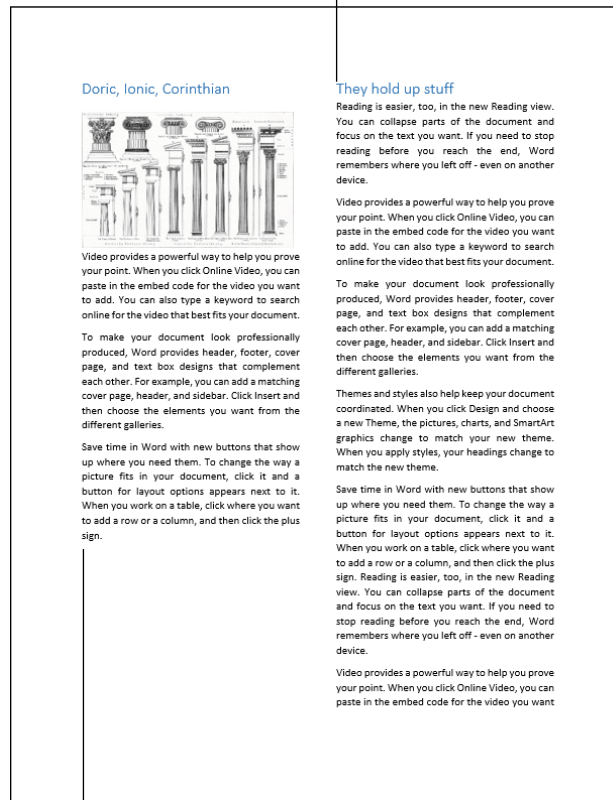 Doric, Ionic, Corinthian
Video provides a powerful way to help you prove
your point. When you click Online Video, you can
paste in the embed code for the video you want
to add. You can also type a keyword to search
online for the video that best fits your document.
To make your document look professionally
produced, Word provides header, footer, cover
page, and text box designs that complement
each other. For example, you can add a matching
cover page, header, and sidebar. Click Insert and
then choose the elements you want from the
different galleries.
Save time in Word with new buttons that show
up where you need them. To change the way a
picture fits in your document, click it and a
button for layout options appears next to it.
When you work on a table, click where you want
to add a row or a column, and then click the plus
sign.
They hold up stuff
Reading is easier, too, in the new Reading view.
You can collapse parts of the document and
focus on the text you want. If you need to stop
reading before you reach the end, Word
remembers where you left off - even on another
device.
Video provides a powerful way to help you prove
your point. When you click Online Video, you can
paste in the embed code for the video you want
to add. You can also type a keyword to search
online for the video that best fits your document.
To make your document look professionally
produced, Word provides header, footer, cover
page, and text box designs that complement
each other. For example, you can add a matching
cover page, header, and sidebar. Click Insert and
then choose the elements you want from the
different galleries.
Themes and styles also help keep your document
coordinated. When you click Design and choose
a new Theme, the pictures, charts, and SmartArt
graphics change to match your new theme.
When you apply styles, your headings change to
match the new theme.
Save time in Word with new buttons that show
up where you need them. To change the way a
picture fits in your document, click it and a
button for layout options appears next to it.
When you work on a table, click where you want
to add a row or a column, and then click the plus
sign. Reading is easier, too, in the new Reading
view. You can collapse parts of the document
and focus on the text you want. If you need to
stop reading before you reach the end, Word
remembers where you left off - even on another
device.
Video provides a powerful way to help you prove
your point. When you click Online Video, you can
paste in the embed code for the video you want